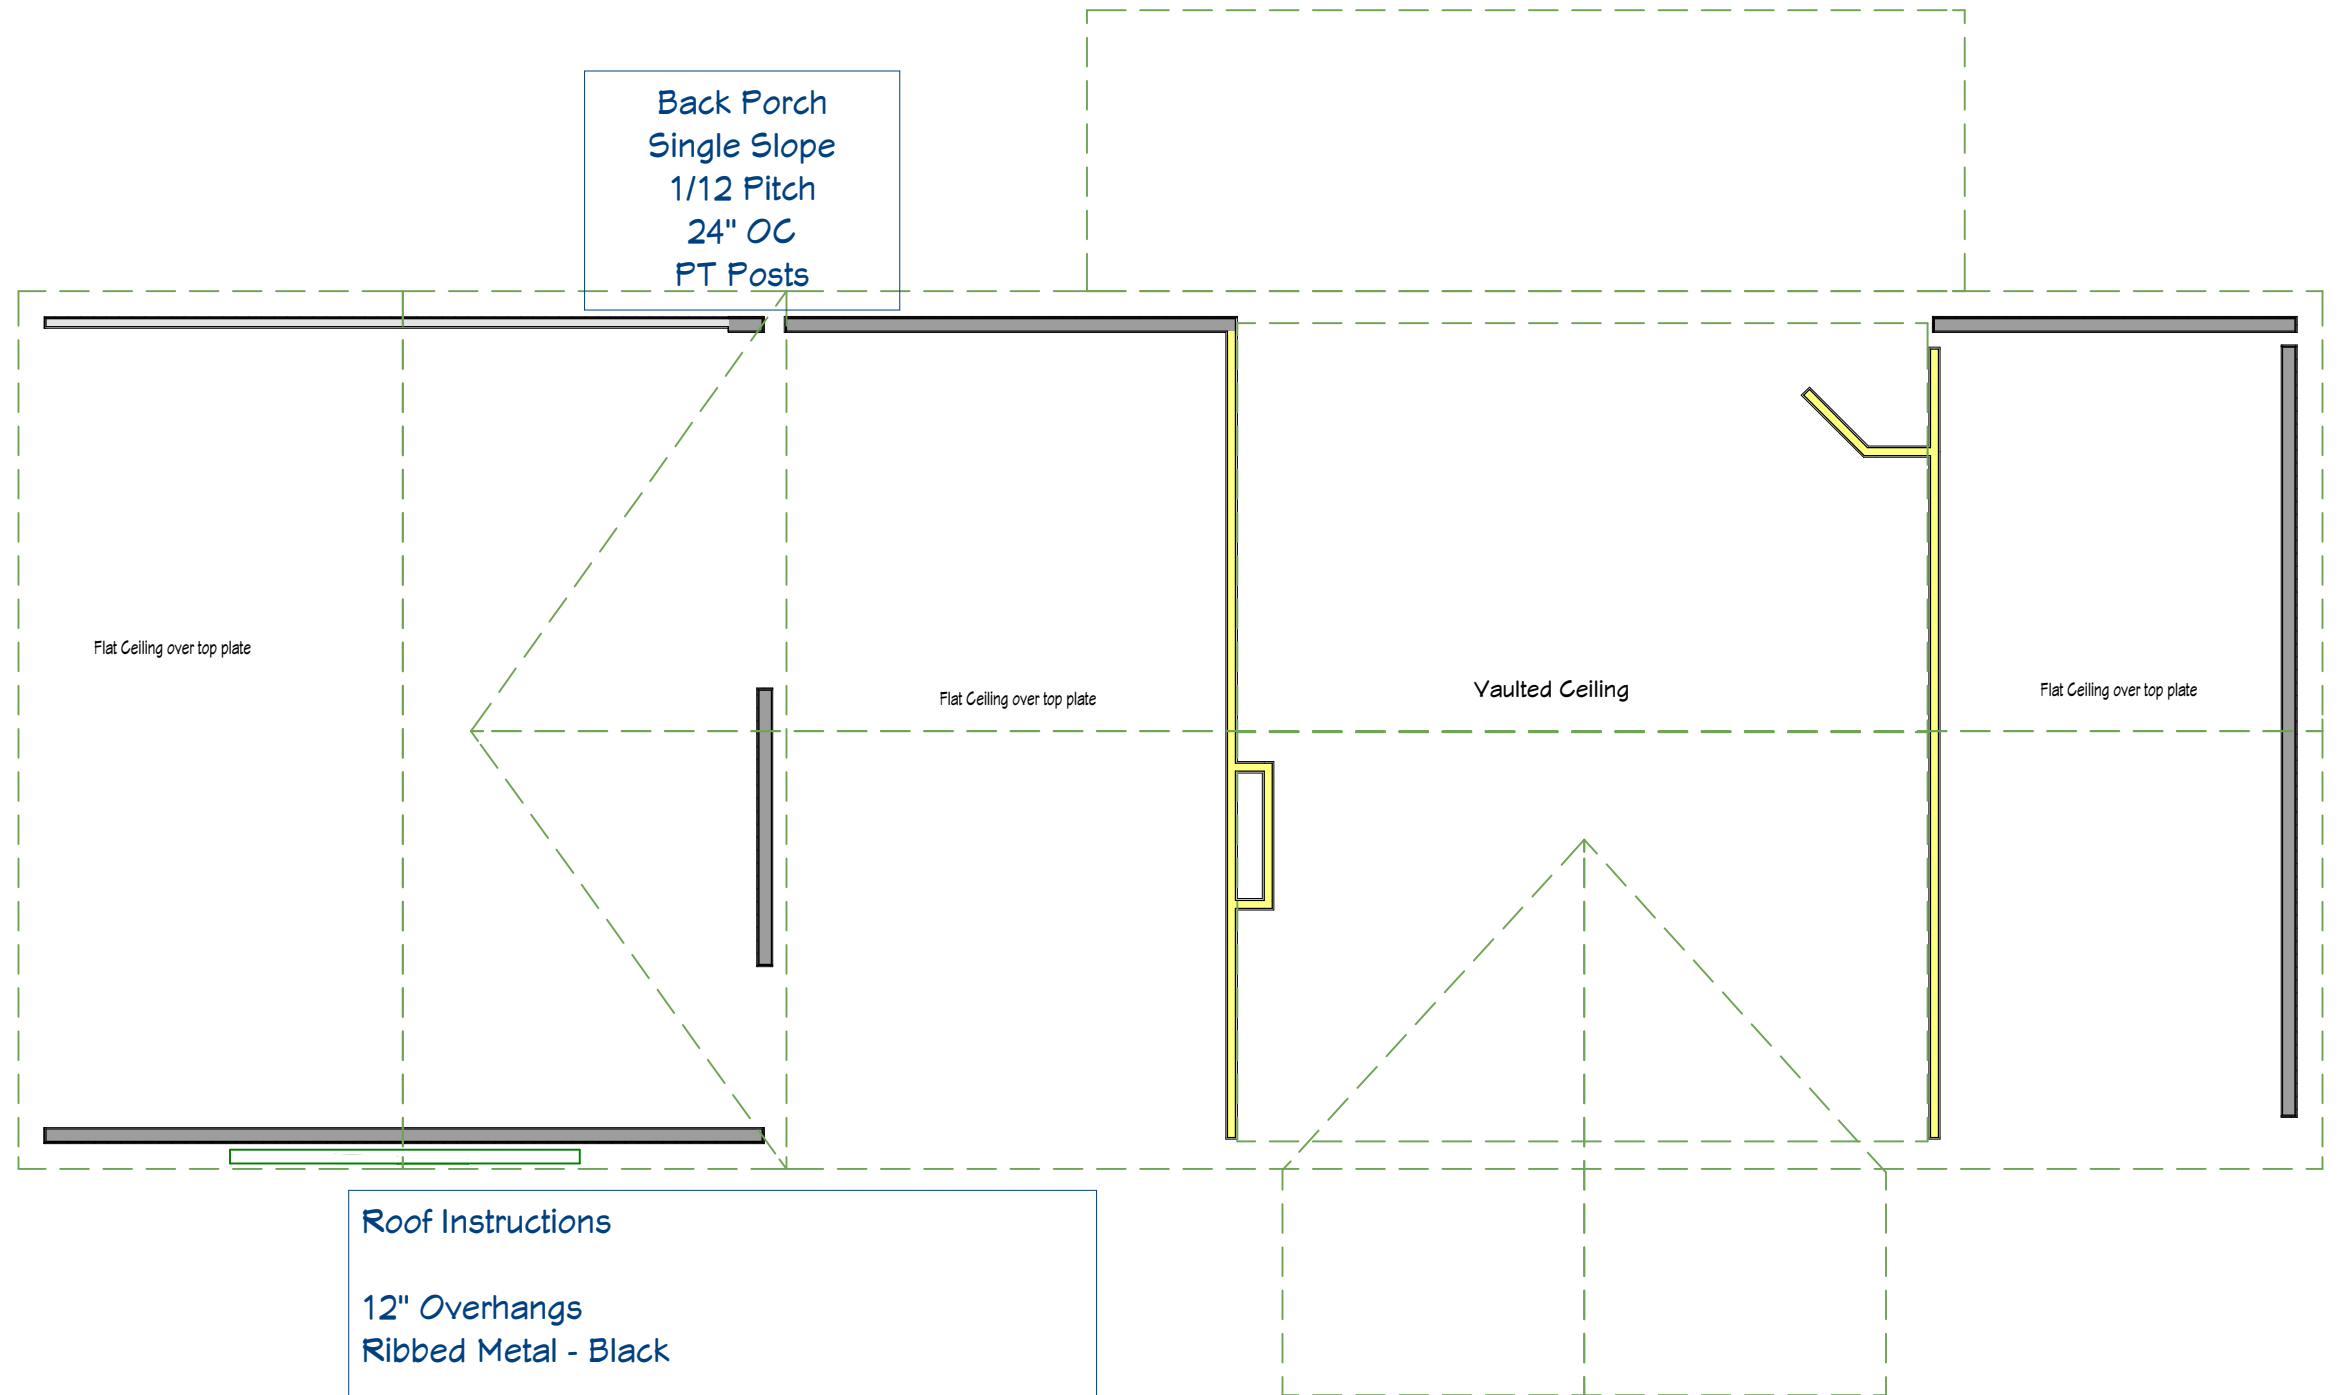 Back Porch
Single Slope
1/12 Pitch
24" OC
PT Posts
Flat Ceiling over top plate
Flat Ceiling over top plate
Vaulted Ceiling
Flat Ceiling over top plate
Roof Instructions
12" Overhangs
Ribbed Metal - Black